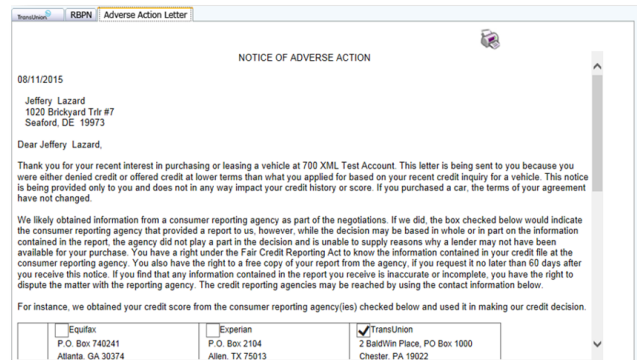 TransUnion RBPN Adverse Action Letter
NOTICE OF ADVERSE ACTION
08/11/2015
Jeffery Lazard
1020 Brickyard Trlr #7
Seaford, DE 19973
Dear Jeffery Lazard,
Thank you for your recent interest in purchasing or leasing a vehicle at 700 XML Test Account. This letter is being sent to you because you
were either denied credit or offered credit at lower terms than what you applied for based on your recent credit inquiry for a vehicle. This notice
is being provided only to you and does not in any way impact your credit history or score. If you purchased a car, the terms of your agreement
have not changed.
We likely obtained information from a consumer reporting agency as part of the negotiations. If we did, the box checked below would indicate
the consumer reporting agency that provided a report to us, however, while the decision may be based in whole or in part on the information
contained in the report, the agency did not play a part in the decision and is unable to supply reasons why a lender may not have been
available for your purchase. You have a right under the Fair Credit Reporting Act to know the information contained in your credit file at the
consumer reporting agency. You also have the right to a free copy of your report from the agency, if you request it no later than 60 days after
you receive this notice. If you find that any information contained in the report you receive is inaccurate or incomplete, you have the right to
dispute the matter with the reporting agency. The credit reporting agencies may be reached by using the contact information below.
For instance, we obtained your credit score from the consumer reporting agency(ies) checked below and used it in making our credit decision.
Equifax Experian TransUnion
P.O. Box 740241 P.O. Box 2104 2 BaldWin Place, PO Box 1000
Atlanta, GA 30374 Allen, TX 75013 Chester, PA 19022